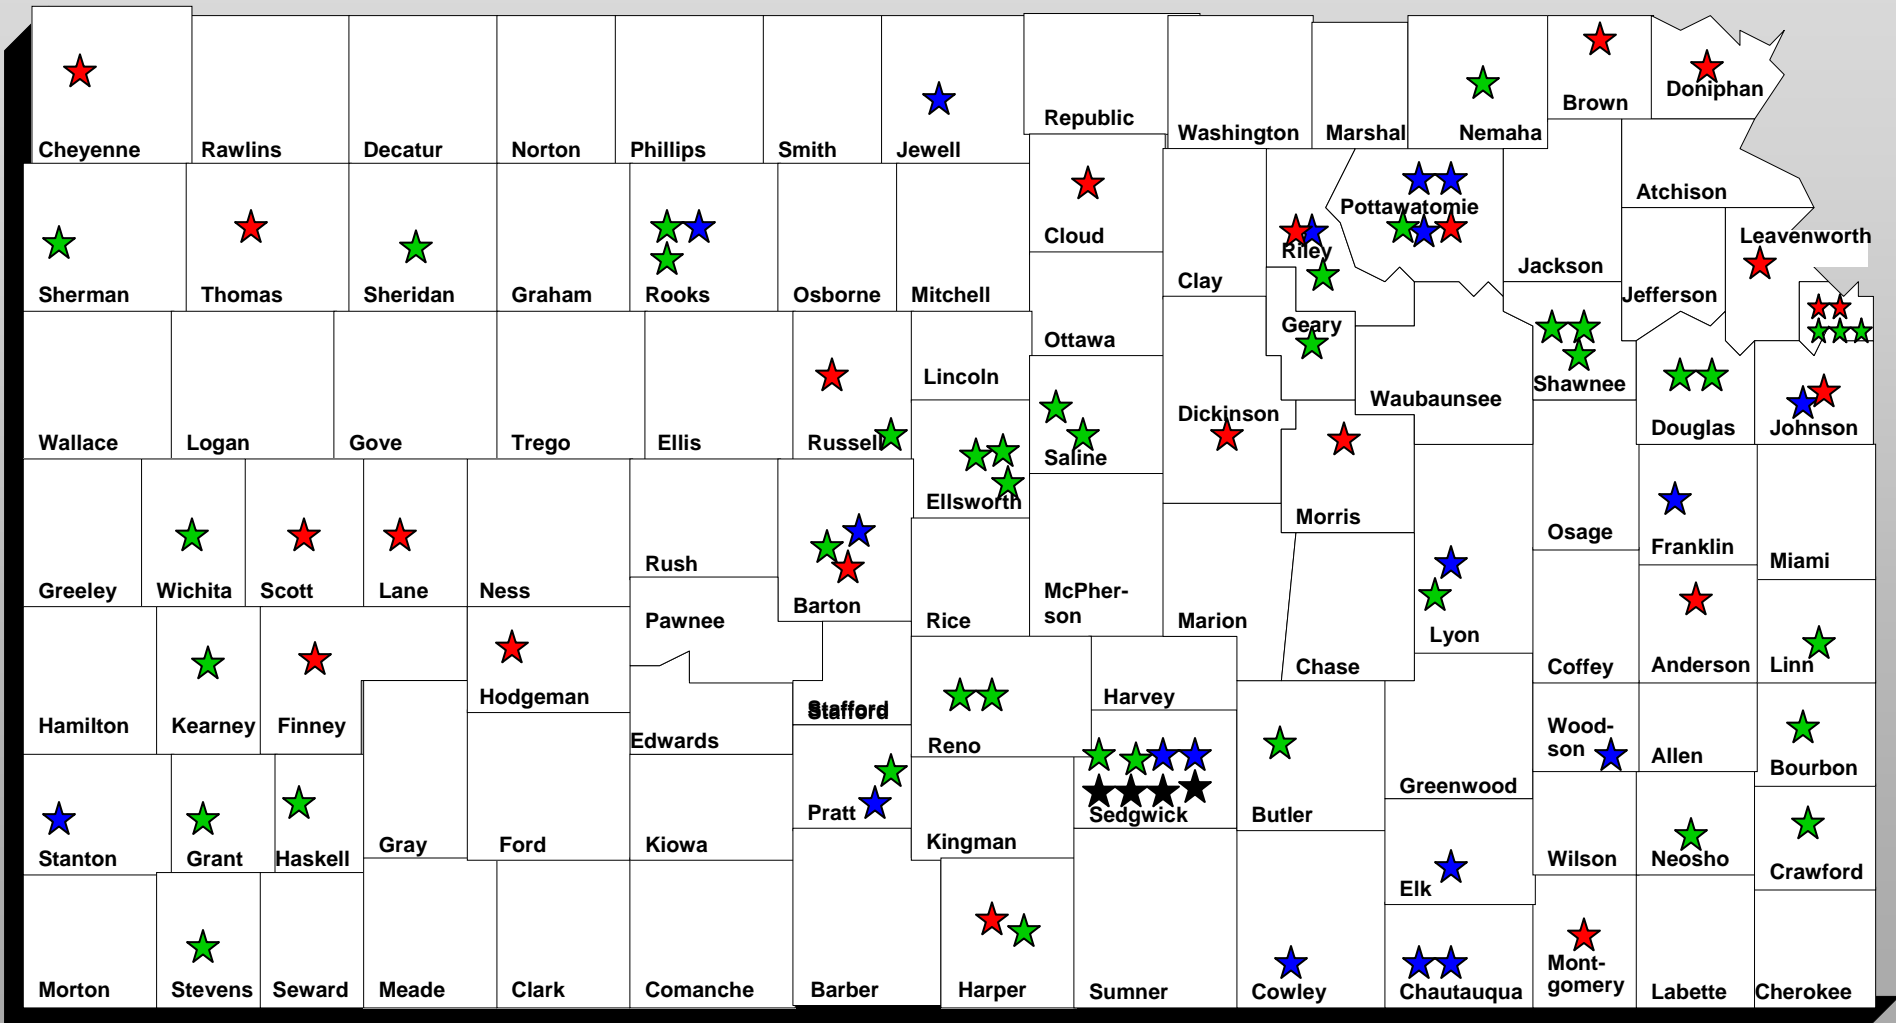 Cheyenne
Rawlins
Decatur
Norton
Phillips
Smith
Jewell
Republic
Washington
Marshal
Nemaha
Brown
Doniphan
Sherman
Thomas
Sheridan
Graham
Rooks
Osborne
Mitchell
Cloud
Clay
Riley
Pottawatomie
Jackson
Atchison
Jefferson
Leavenworth
Wallace
Logan
Gove
Trego
Ellis
Russell
Lincoln
Ottawa
Saline
Dickinson
Geary
Waubaunsee
Shawnee
Douglas
Johnson
Greeley
Wichita
Scott
Lane
Ness
Rush
Barton
Ellsworth
Rice
McPher-
son
Marion
Morris
Chase
Lyon
Osage
Franklin
Miami
Hamilton
Kearney
Finney
Hodgeman
Pawnee
Edwards
Stafford
Stafford
Reno
Harvey
Sedgwick
Butler
Greenwood
Coffey
Anderson
Linn
Wood-
son
Allen
Bourbon
Stanton
Grant
Haskell
Gray
Ford
Kiowa
Pratt
Kingman
Elk
Wilson
Neosho
Crawford
Morton
Stevens
Seward
Meade
Clark
Comanche
Barber
Harper
Sumner
Cowley
Chautauqua
Mont-
gomery
Labette
Cherokee